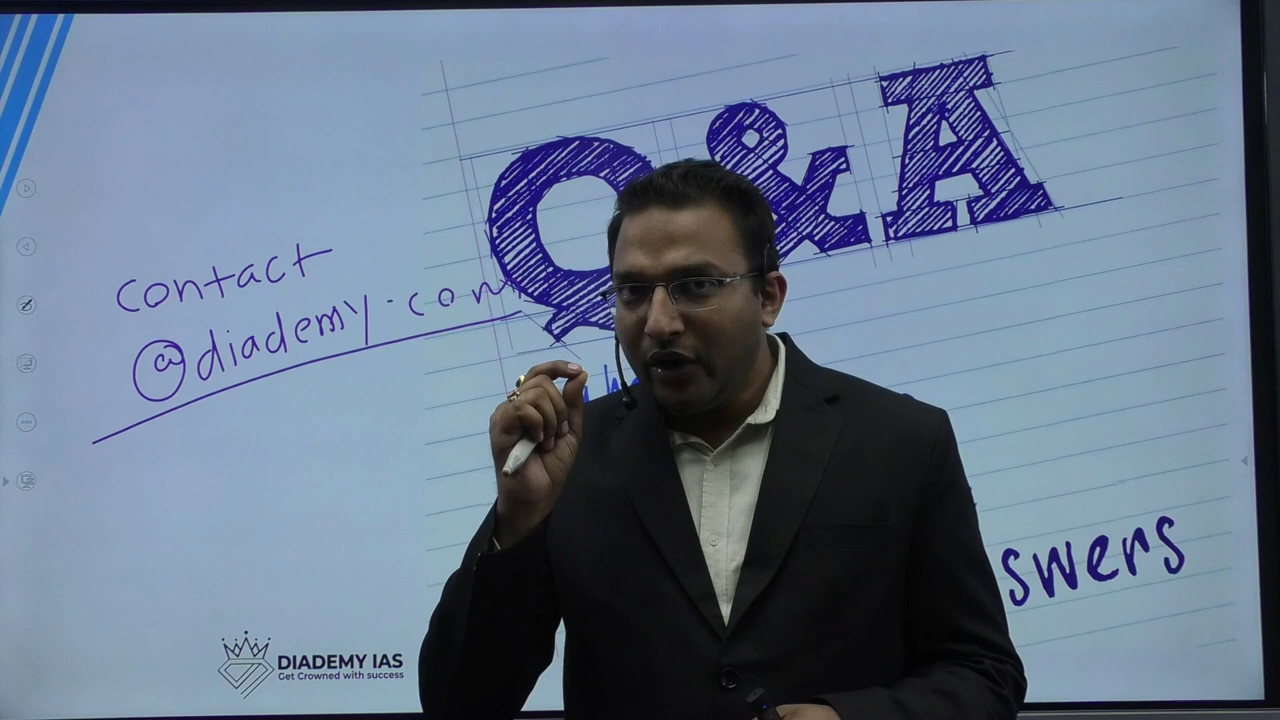 Q&A
contact
@diademy.com
swers
DIADEMY IAS
Get Crowned with success